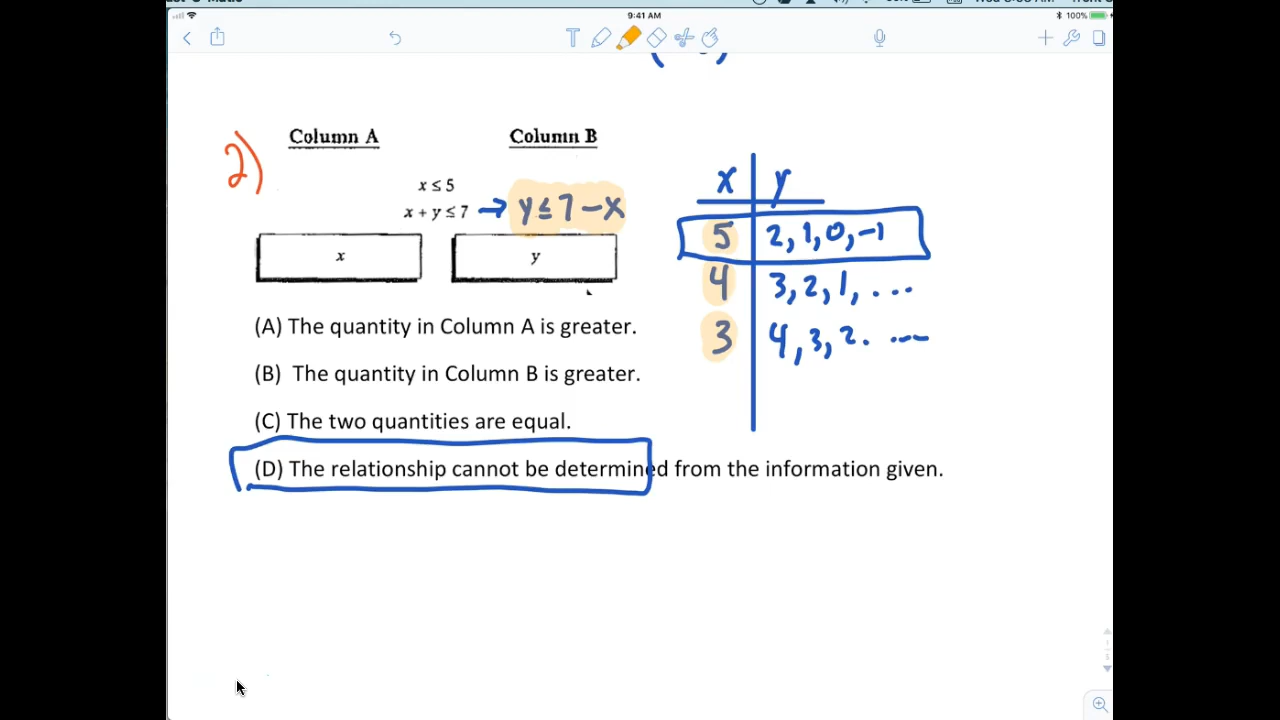 9:41 AM
100%
T
2)
Column A Column B
x ≤ 5
x + y ≤ 7 → y ≤ 7 - x
x y
(A) The quantity in Column A is greater.
(B) The quantity in Column B is greater.
(C) The two quantities are equal.
(D) The relationship cannot be determined from the information given.
x y
5 2, 1, 0, -1
4 3, 2, 1, ...
3 4, 3, 2. ...